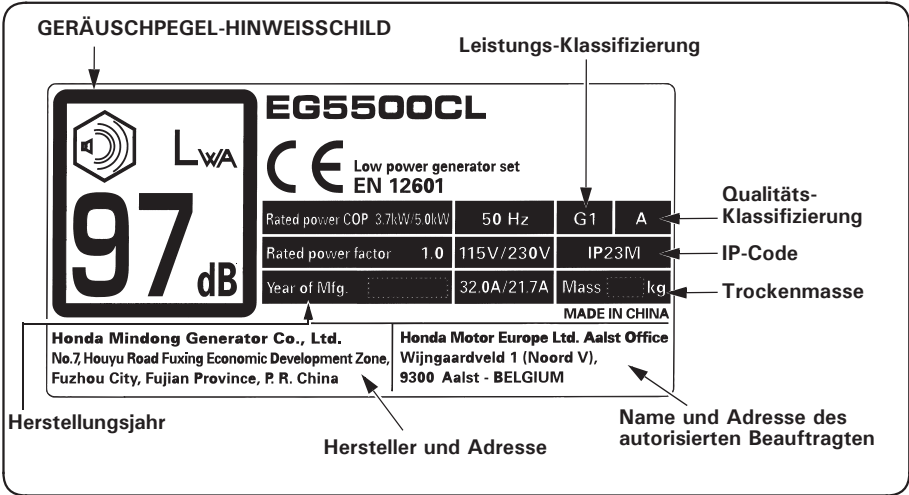 GERÄUSCHPEGEL-HINWEISSCHILD
Leistungs-Klassifizierung
LWA
97 dB
EG5500CL
CE
Low power generator set
EN 12601
Rated power COP 3.7kW/5.0kW 50 Hz G1 A
Rated power factor 1.0 115V/230V IP23M
Year of Mfg. 32.0A/21.7A Mass kg
MADE IN CHINA
Qualitäts-
Klassifizierung
IP-Code
Trockenmasse
Honda Mindong Generator Co., Ltd.
No.7, Houyu Road Fuxing Economic Development Zone,
Fuzhou City, Fujian Province, P. R. China
Honda Motor Europe Ltd. Aalst Office
Wijngaardveld 1 (Noord V),
9300 Aalst - BELGIUM
Herstellungsjahr
Hersteller und Adresse
Name und Adresse des
autorisierten Beauftragten